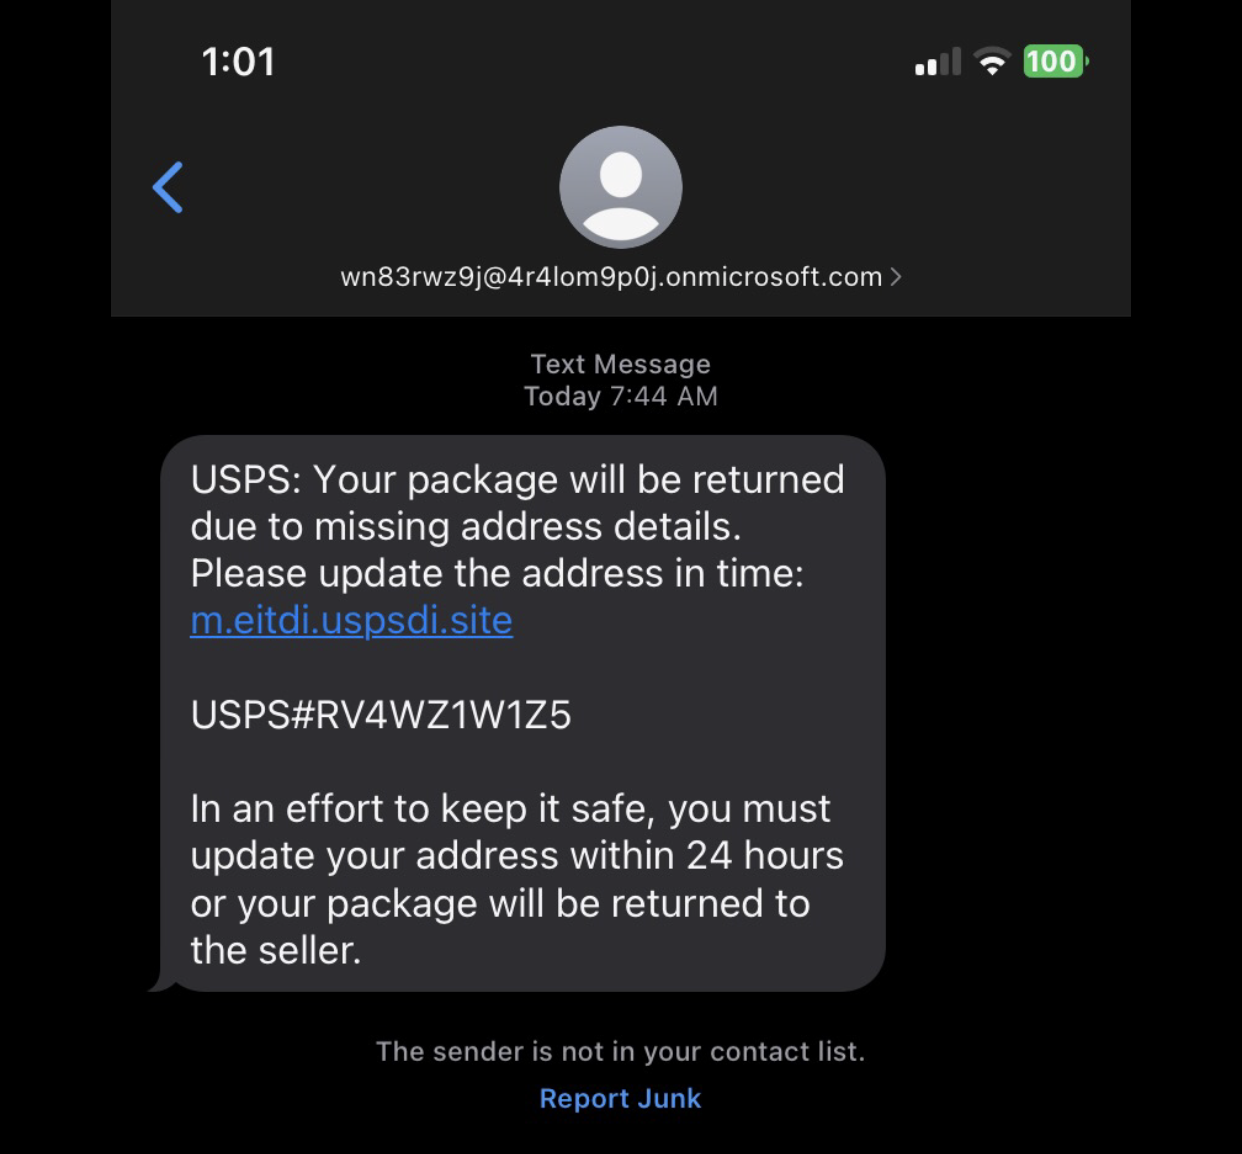 1:01
100
wn83rwz9j@4r4lom9p0j.onmicrosoft.com
Text Message
Today 7:44 AM
USPS: Your package will be returned
due to missing address details.
Please update the address in time:
m.eitdi.uspsdi.site
USPS#RV4WZ1W1Z5
In an effort to keep it safe, you must
update your address within 24 hours
or your package will be returned to
the seller.
The sender is not in your contact list.
Report Junk